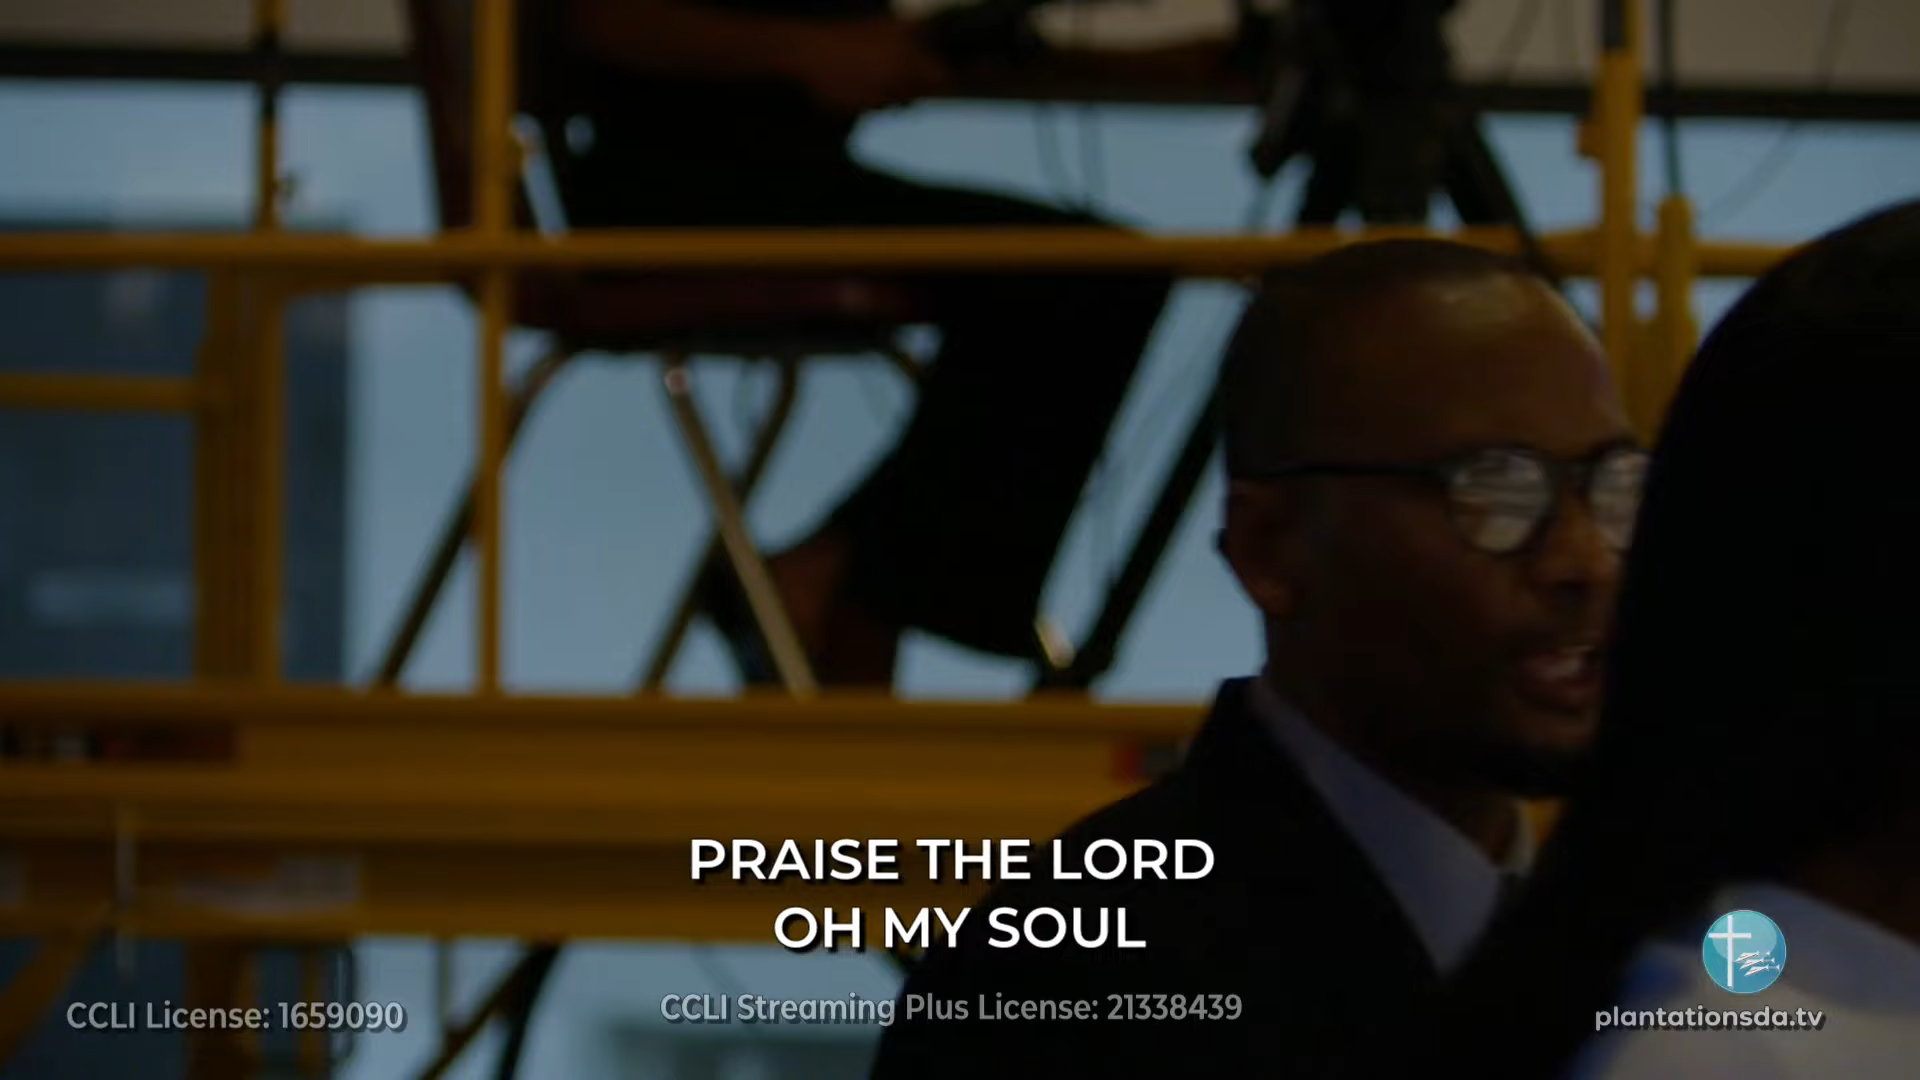 PRAISE THE LORD
OH MY SOUL
CCLI License: 1659090
CCLI Streaming Plus License: 21338439
plantationsda.tv